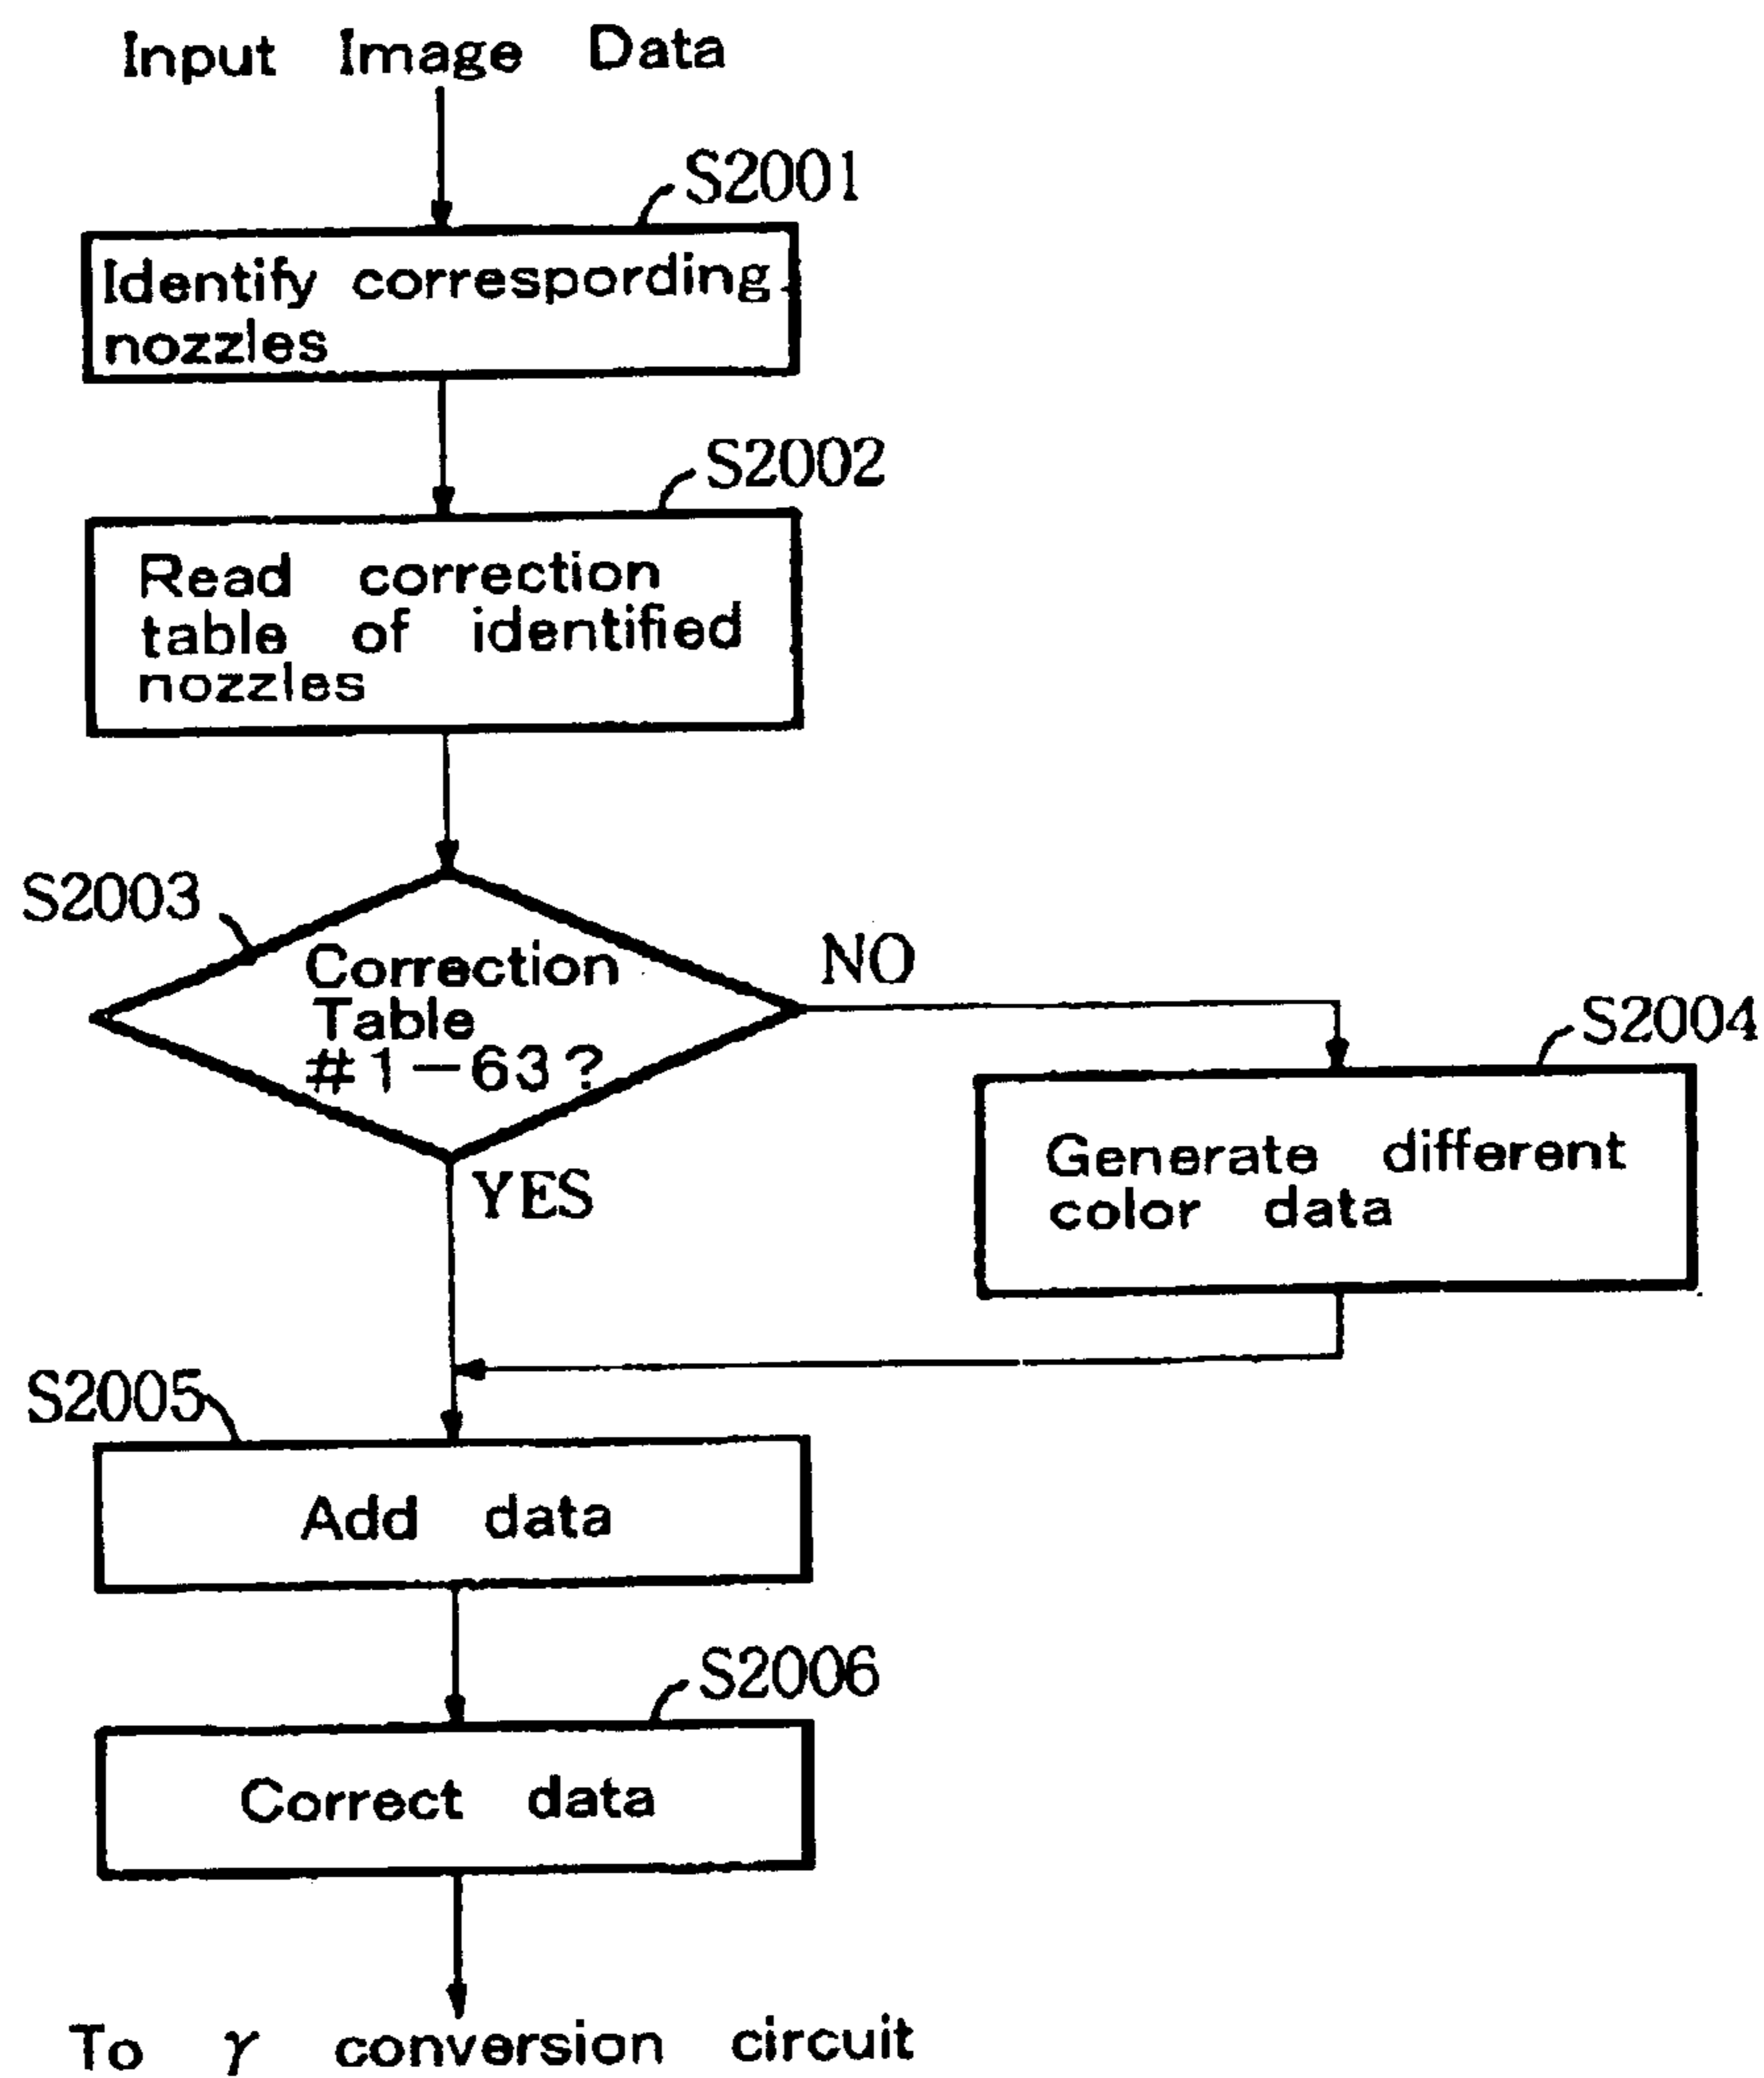 Input Image Data
S2001
Identify correspording
nozzles
S2002
Read correction
table of identified
nozzles
S2003
Correction
Table
#1-63?
NO
S2004
Generate different
color data
YES
S2005
Add data
S2006
Correct data
To γ conversion circuit